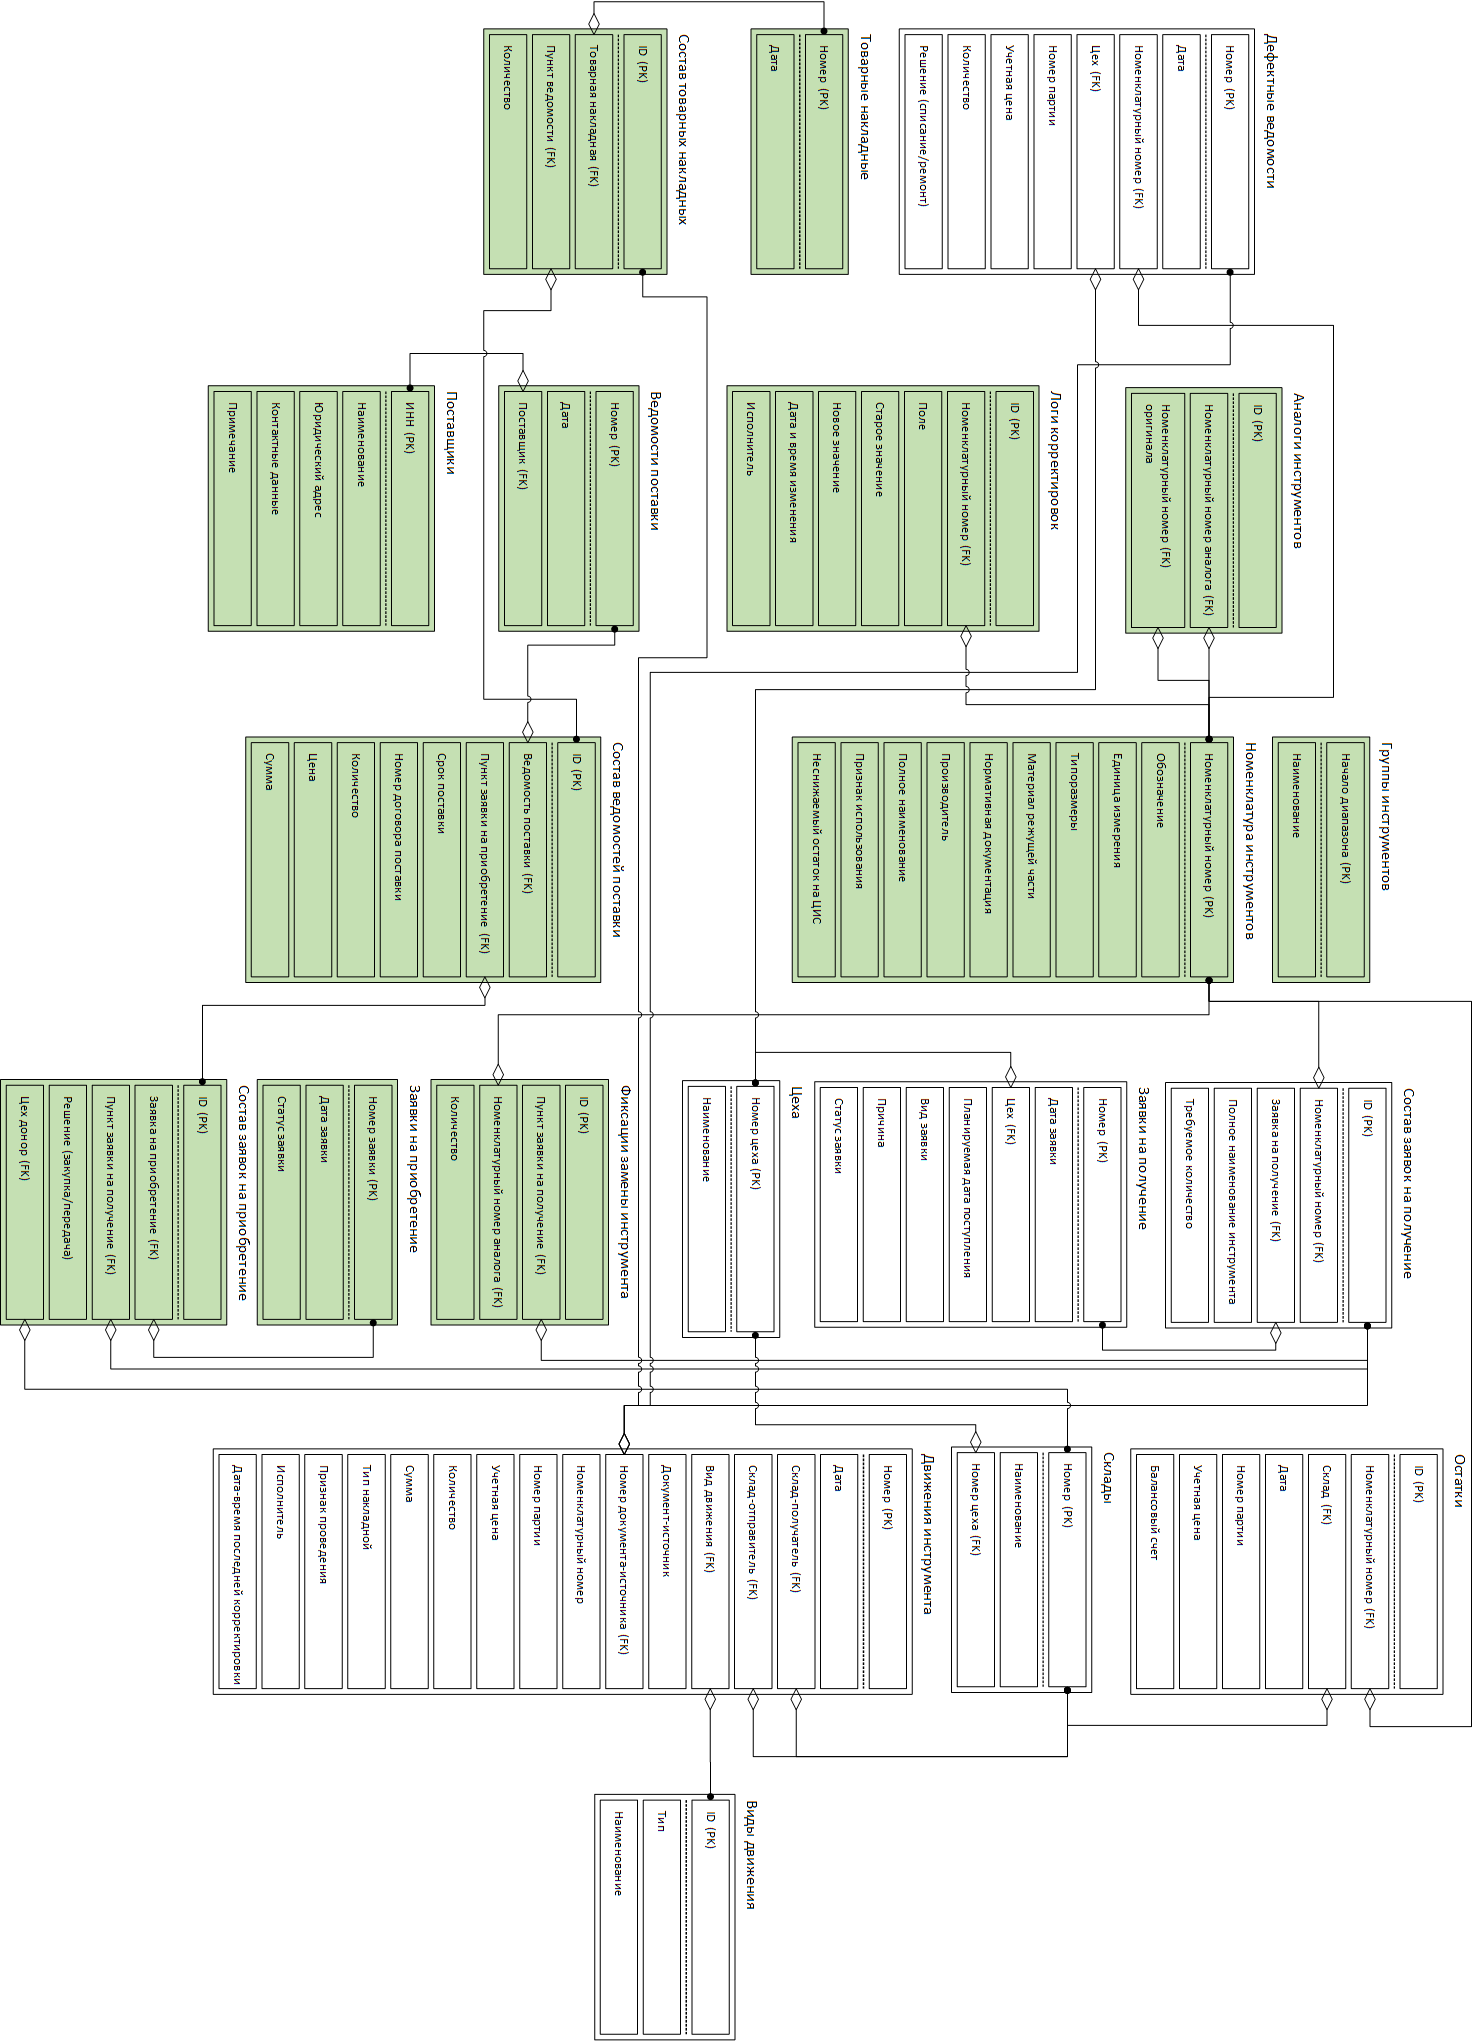 Дефектные ведомости
Номер (PK)
Дата
Номенклатурный номер (FK)
Цех (FK)
Номер партии
Учетная цена
Количество
Решение (списание/ремонт)
Товарные накладные
Номер (PK)
Дата
Состав товарных накладных
ID (PK)
Товарная накладная (FK)
Пункт ведомости (FK)
Количество
Аналоги инструментов
ID (PK)
Номенклатурный номер аналога (FK)
Номенклатурный номер (FK)
оригинала
Логи корректировок
ID (PK)
Номенклатурный номер (FK)
Поле
Старое значение
Новое значение
Дата и время изменения
Исполнитель
Ведомости поставки
Номер (PK)
Дата
Поставщик (FK)
Поставщики
ИНН (PK)
Наименование
Юридический адрес
Контактные данные
Примечание
Группы инструментов
Начало диапазона (PK)
Наименование
Номенклатура инструментов
Номенклатурный номер (PK)
Обозначение
Единица измерения
Типоразмеры
Материал режущей части
Нормативная документация
Производитель
Полное наименование
Признак использования
Неснижаемый остаток на ЦИС
Состав ведомостей поставки
ID (PK)
Ведомость поставки (FK)
Пункт заявки на приобретение (FK)
Срок поставки
Номер договора поставки
Количество
Цена
Сумма
Состав заявок на получение
ID (PK)
Номенклатурный номер (FK)
Заявка на получение (FK)
Полное наименование инструмента
Требуемое количество
Заявки на получение
Номер (PK)
Дата заявки
Цех (FK)
Планируемая дата поступления
Вид заявки
Причина
Статус заявки
Цеха
Номер цеха (PK)
Наименование
Фиксации замены инструмента
ID (PK)
Пункт заявки на получение (FK)
Номенклатурный номер аналога (FK)
Количество
Заявки на приобретение
Номер заявки (PK)
Дата заявки
Статус заявки
Состав заявок на приобретение
ID (PK)
Заявка на приобретение (FK)
Пункт заявки на получение (FK)
Решение (закупка/передача)
Цех донор (FK)
Остатки
ID (PK)
Номенклатурный номер (FK)
Склад (FK)
Дата
Номер партии
Учетная цена
Балансовый счет
Склады
Номер (PK)
Наименование
Номер цеха (FK)
Движения инструмента
Номер (PK)
Дата
Склад-получатель (FK)
Склад-отправитель (FK)
Вид движения (FK)
Документ-источник
Номер документа-источника (FK)
Номенклатурный номер
Номер партии
Учетная цена
Количество
Сумма
Тип накладной
Признак проведения
Исполнитель
Дата-время последней корректировки
Виды движения
ID (PK)
Тип
Наименование